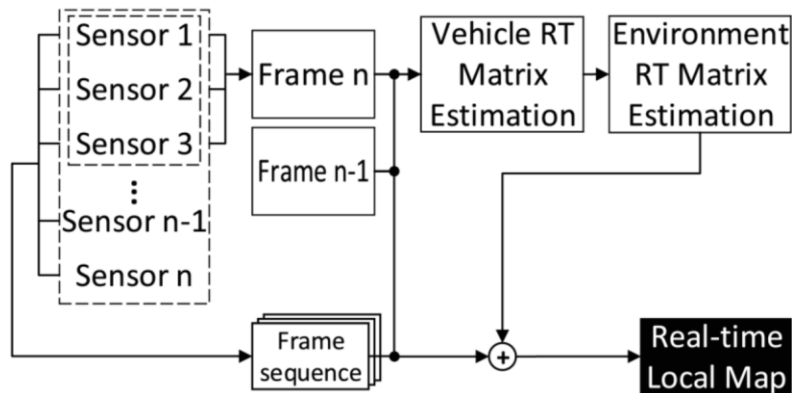 Sensor 1
Sensor 2
Sensor 3
⋮
Sensor n-1
Sensor n
Frame n
Frame n-1
Frame
sequence
Vehicle RT
Matrix
Estimation
Environment
RT Matrix
Estimation
+
Real-time
Local Map